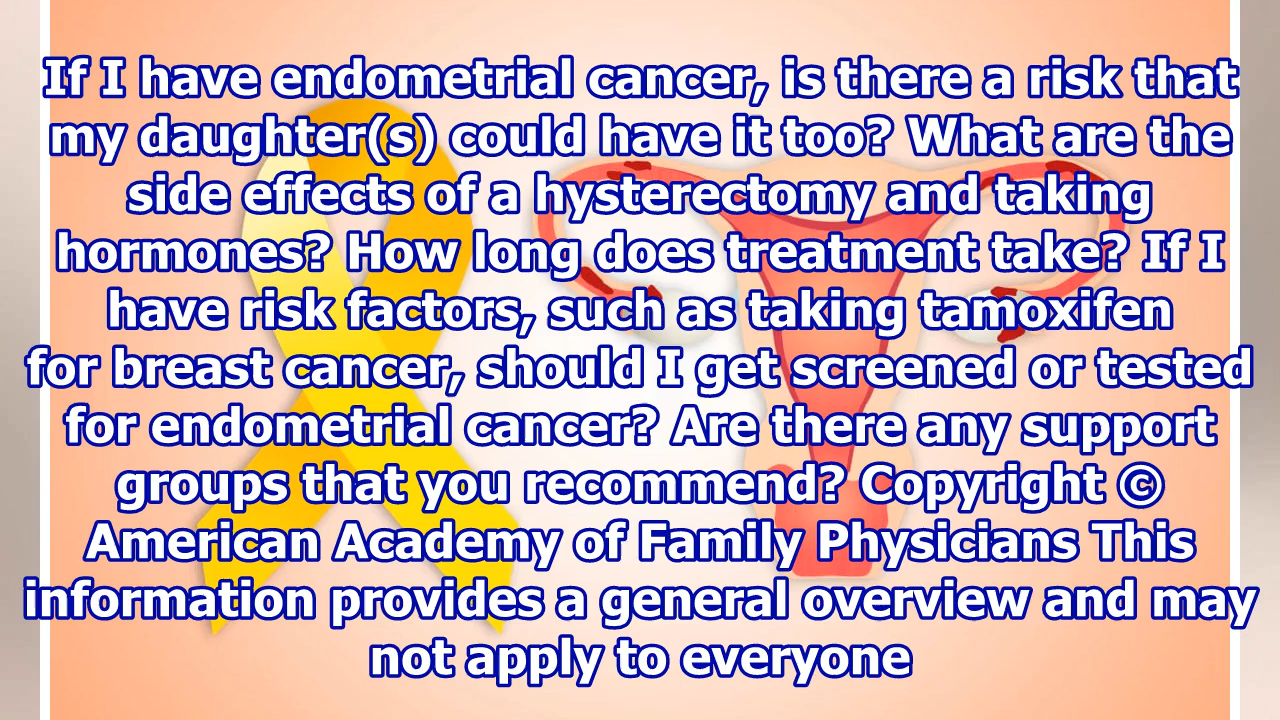 If I have endometrial cancer, is there a risk that
my daughter(s) could have it too? What are the
side effects of a hysterectomy and taking
hormones? How long does treatment take? If I
have risk factors, such as taking tamoxifen
for breast cancer, should I get screened or tested
for endometrial cancer? Are there any support
groups that you recommend? Copyright ©
American Academy of Family Physicians This
information provides a general overview and may
not apply to everyone